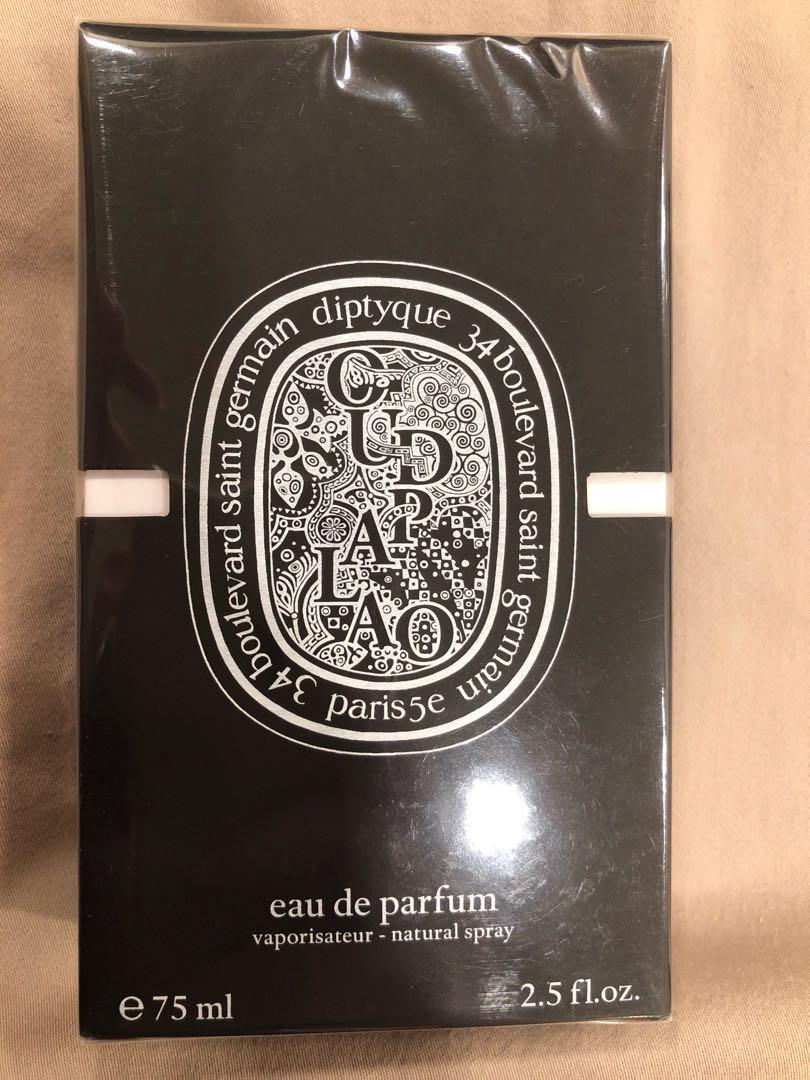 diptyque 34 boulevard saint germain
paris 5e
34 boulevard saint germain
OUD
PALAO
eau de parfum
vaporisateur - natural spray
e 75 ml
2.5 fl.oz.